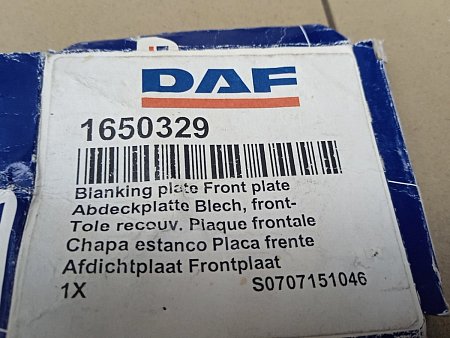 DAF
1650329
Blanking plate Front plate
Abdeckplatte Blech, front-
Tole recouv. Plaque frontale
Chapa estanco Placa frente
Afdichtplaat Frontplaat
1X S0707151046